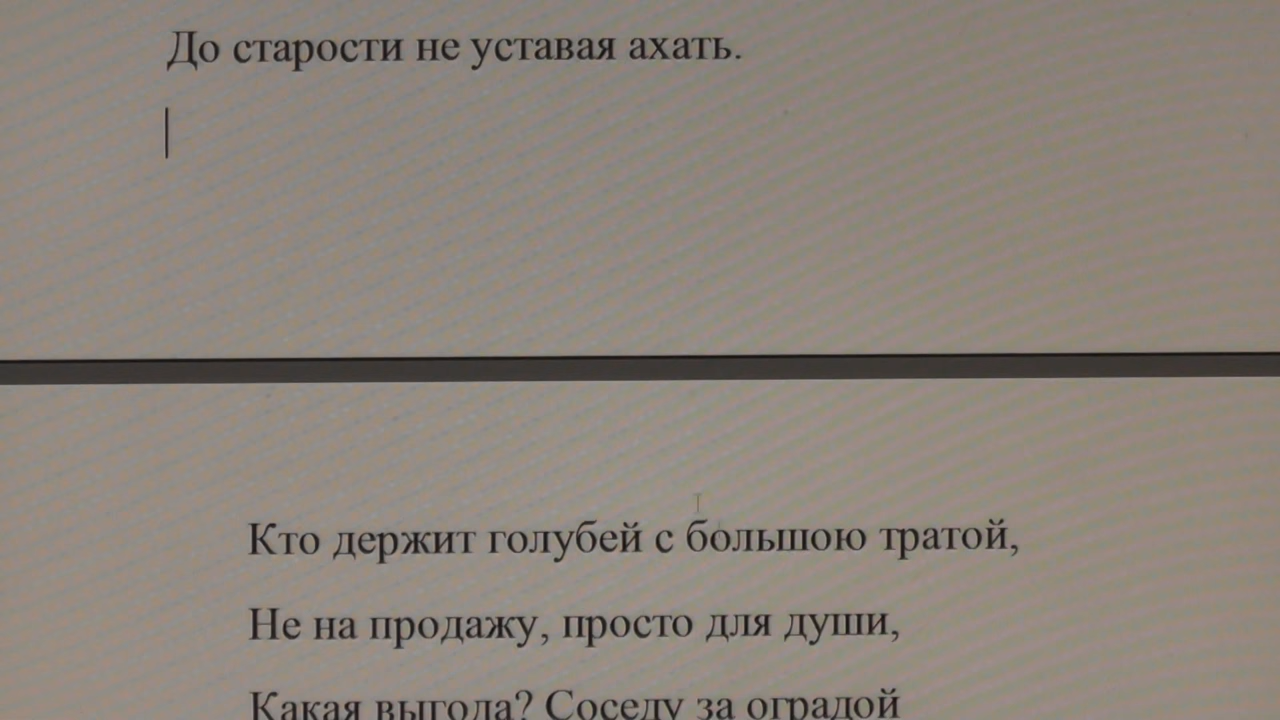 До старости не уставая ахать.
Кто держит голубей с большою тратой,
Не на продажу, просто для души,
Какая выгода? Соседу за оградой